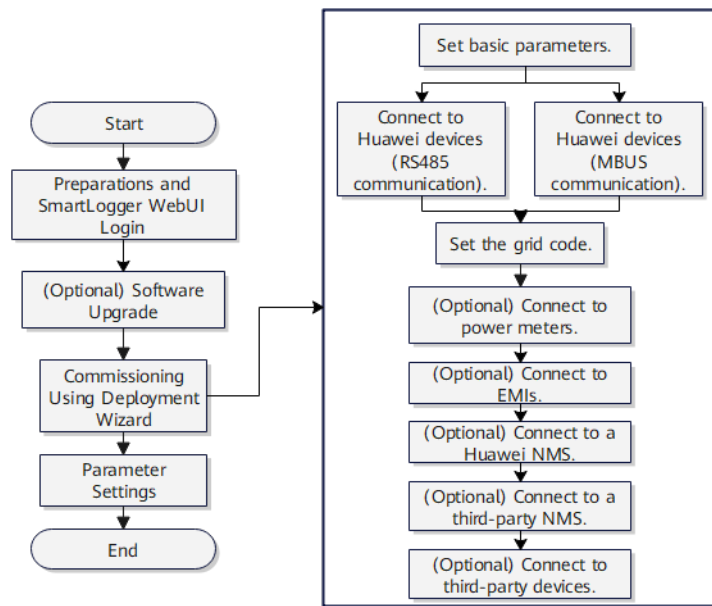 Start
Preparations and
SmartLogger WebUI
Login
(Optional) Software
Upgrade
Commissioning
Using Deployment
Wizard
Parameter
Settings
End
Set basic parameters.
Connect to
Huawei devices
(RS485
communication).
Connect to
Huawei devices
(MBUS
communication).
Set the grid code.
(Optional) Connect to
power meters.
(Optional) Connect to
EMIs.
(Optional) Connect to a
Huawei NMS.
(Optional) Connect to a
third-party NMS.
(Optional) Connect to
third-party devices.